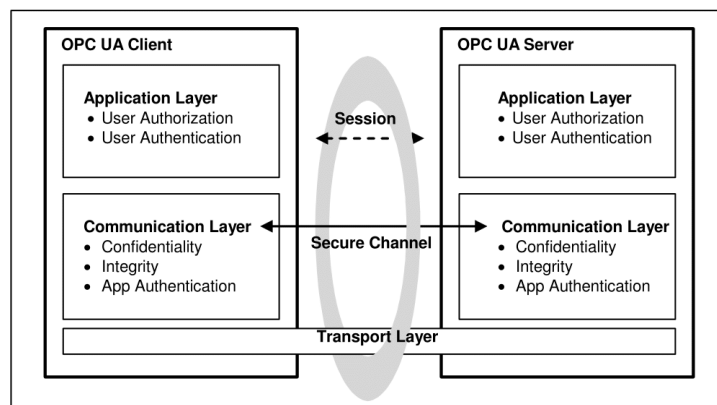 OPC UA Client
Application Layer
• User Authorization
• User Authentication
Communication Layer
• Confidentiality
• Integrity
• App Authentication
Session
Secure Channel
Transport Layer
OPC UA Server
Application Layer
• User Authorization
• User Authentication
Communication Layer
• Confidentiality
• Integrity
• App Authentication